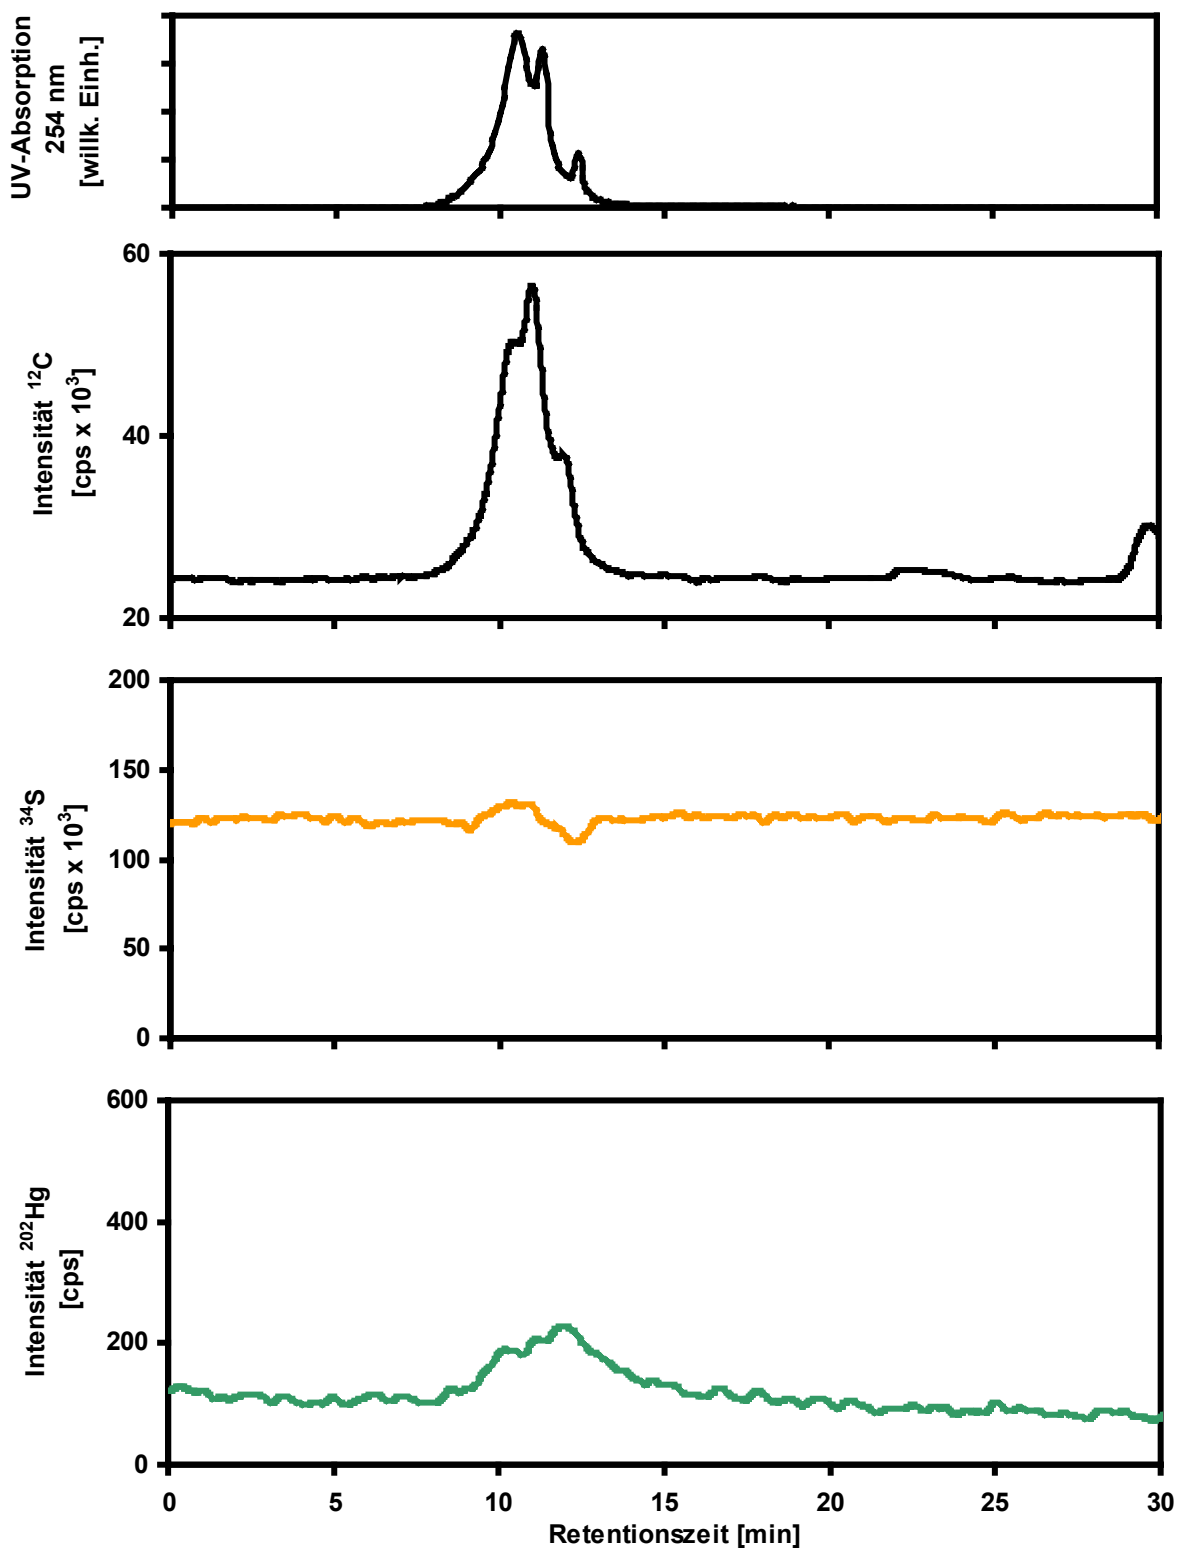 UV-Absorption
254 nm
[willk. Einh.]
60
40
20
Intensität ¹²C
[cps x 10³]
200
150
100
50
0
Intensität ³⁴S
[cps x 10³]
600
400
200
0
Intensität ²⁰²Hg
[cps]
0 5 10 15 20 25 30
Retentionszeit [min]